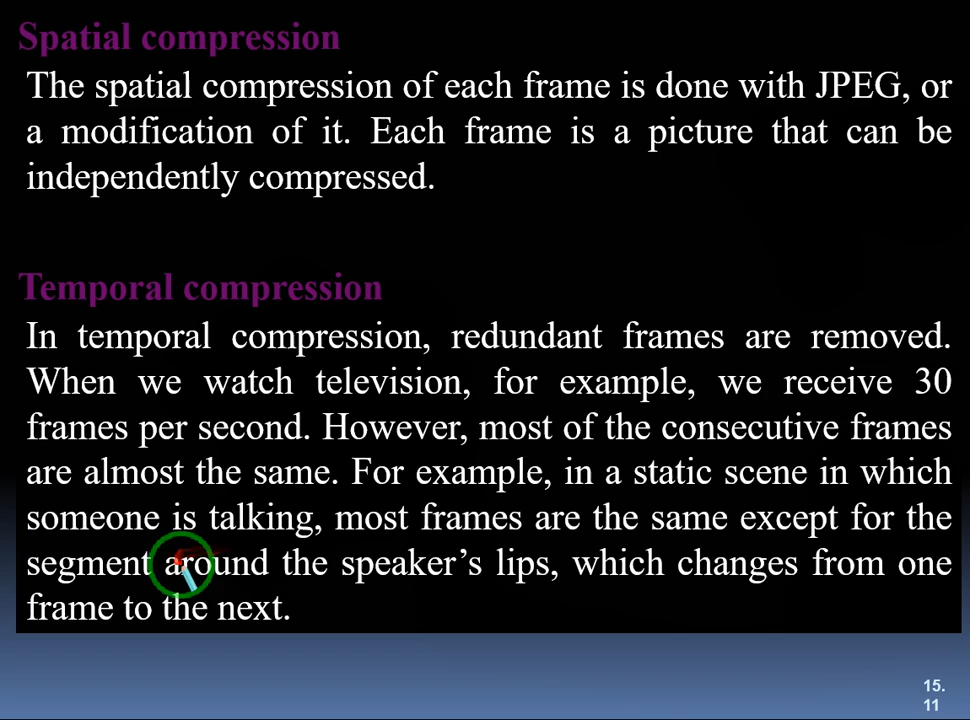 Spatial compression
The spatial compression of each frame is done with JPEG, or
a modification of it. Each frame is a picture that can be
independently compressed.
Temporal compression
In temporal compression, redundant frames are removed.
When we watch television, for example, we receive 30
frames per second. However, most of the consecutive frames
are almost the same. For example, in a static scene in which
someone is talking, most frames are the same except for the
segment around the speaker’s lips, which changes from one
frame to the next.
15.
11